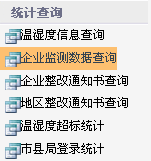 统计查询
温湿度信息查询
企业监测数据查询
企业整改通知书查询
地区整改通知书查询
温湿度超标统计
市县局登录统计